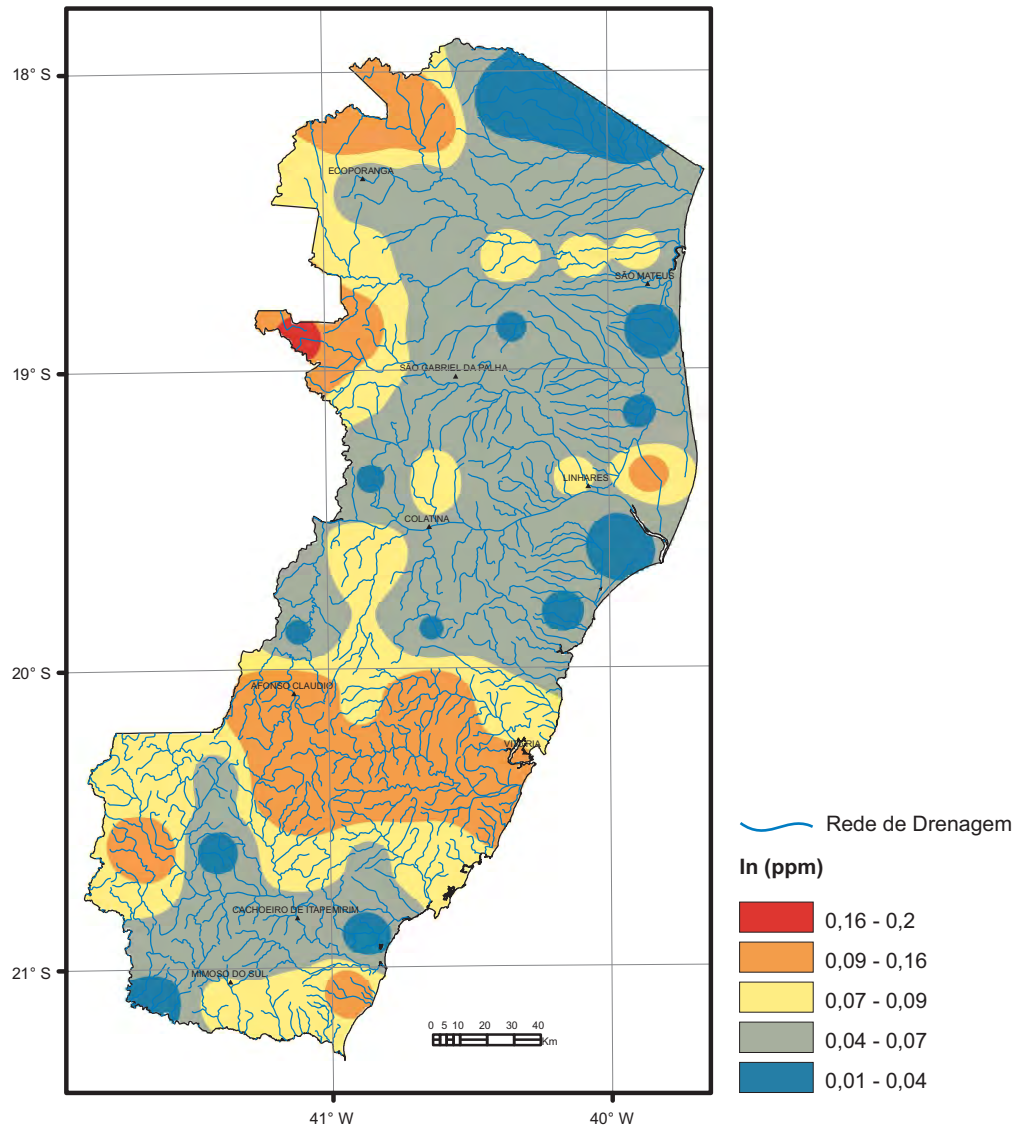 18° S
ECOPORANGA
SÃO MATEUS
19° S
SÃO GABRIEL DA PALHA
LINHARES
COLATINA
20° S
AFONSO CLAUDIO
VITÓRIA
Rede de Drenagem
In (ppm)
0,16 - 0,2
CACHOEIRO DE ITAPEMIRIM
0,09 - 0,16
21° S
MIMOSO DO SUL
0,07 - 0,09
0 5 10 20 30 40
Km
0,04 - 0,07
0,01 - 0,04
41° W
40° W